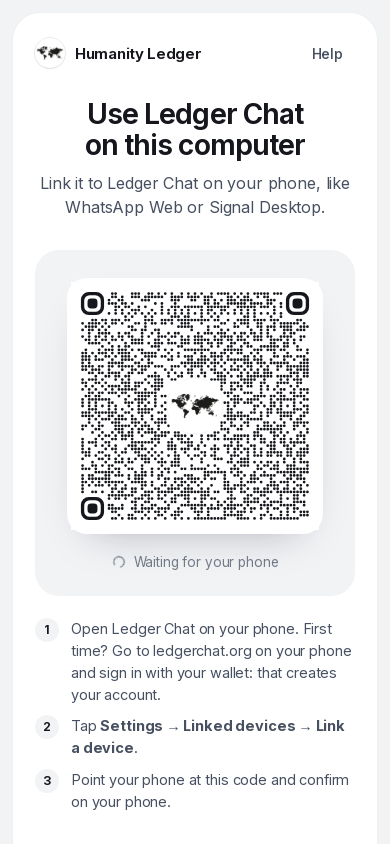 Humanity Ledger
Help
Use Ledger Chat
on this computer
Link it to Ledger Chat on your phone, like
WhatsApp Web or Signal Desktop.
Waiting for your phone
1 Open Ledger Chat on your phone. First
time? Go to ledgerchat.org on your phone
and sign in with your wallet: that creates
your account.
2 Tap Settings → Linked devices → Link
a device.
3 Point your phone at this code and confirm
on your phone.